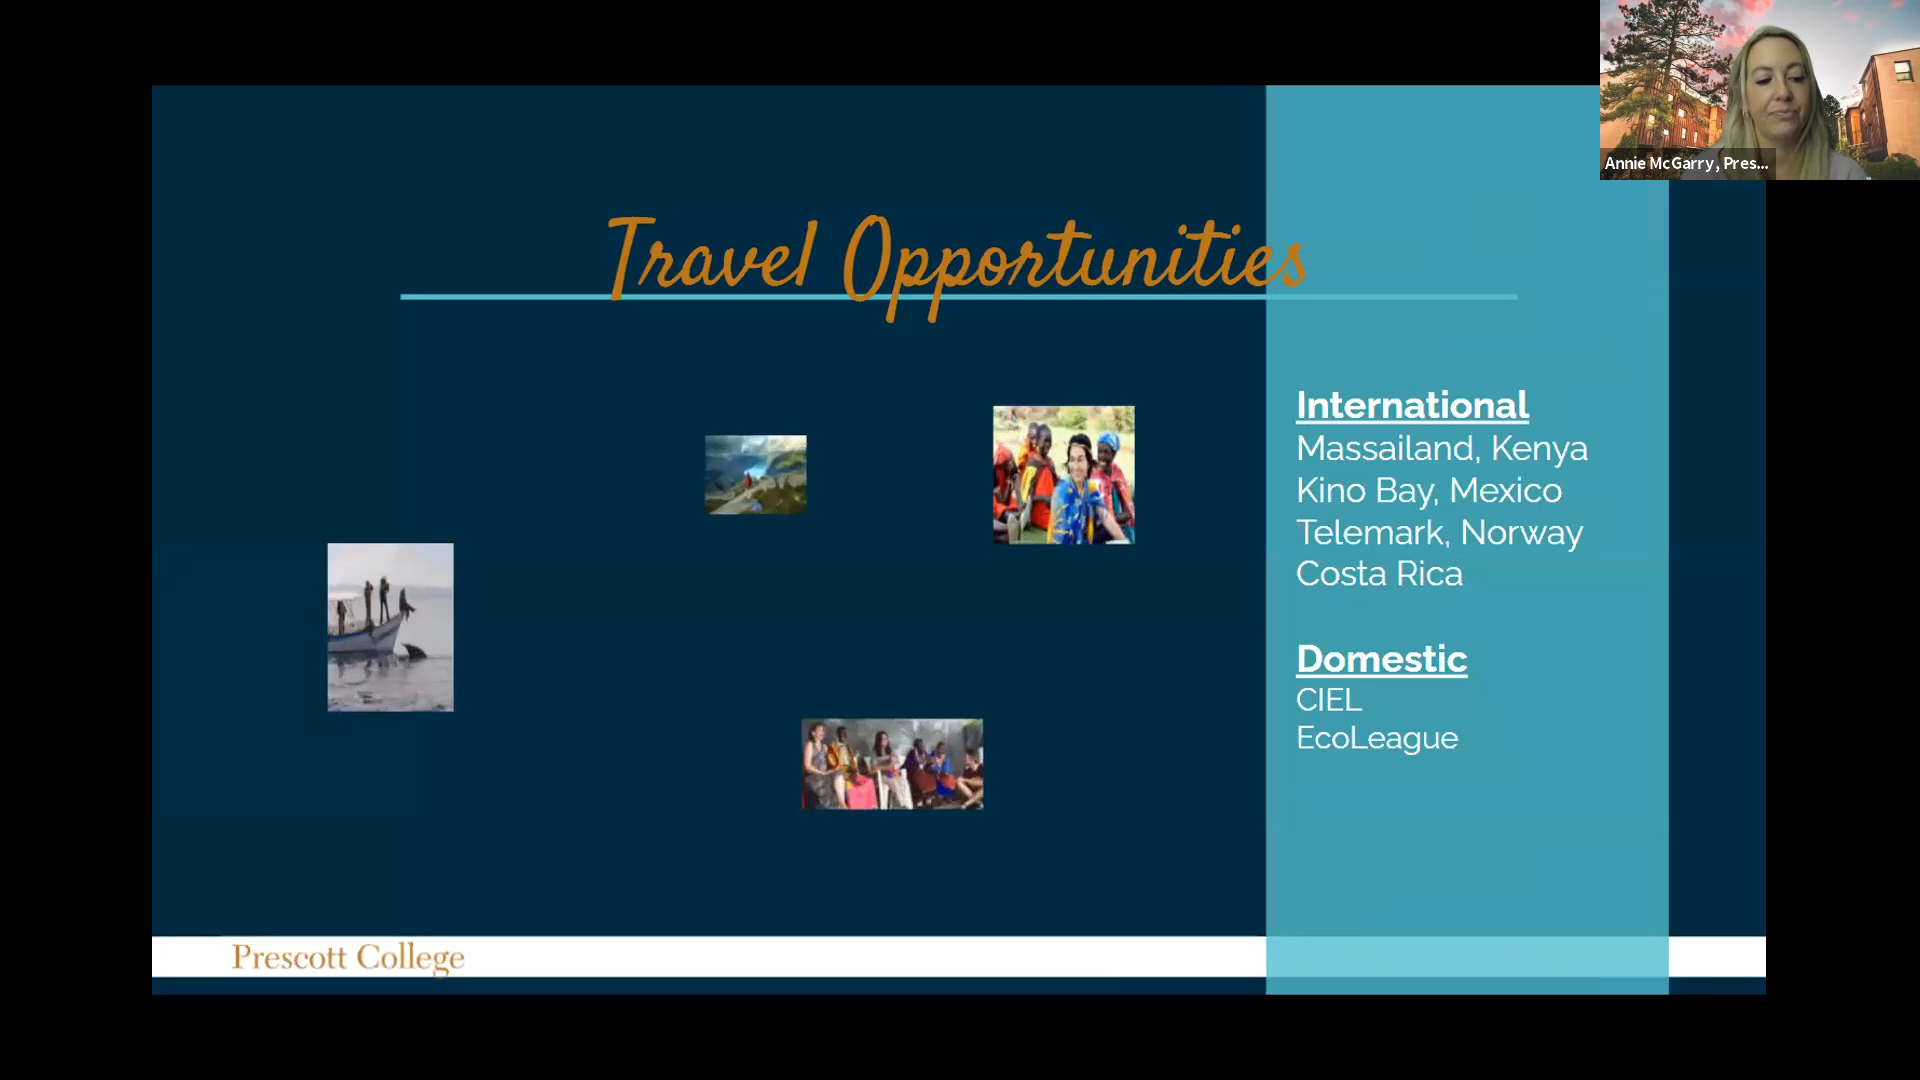 Annie McGarry, Pres...
Travel Opportunities
International
Massailand, Kenya
Kino Bay, Mexico
Telemark, Norway
Costa Rica
Domestic
CIEL
EcoLeague
Prescott College